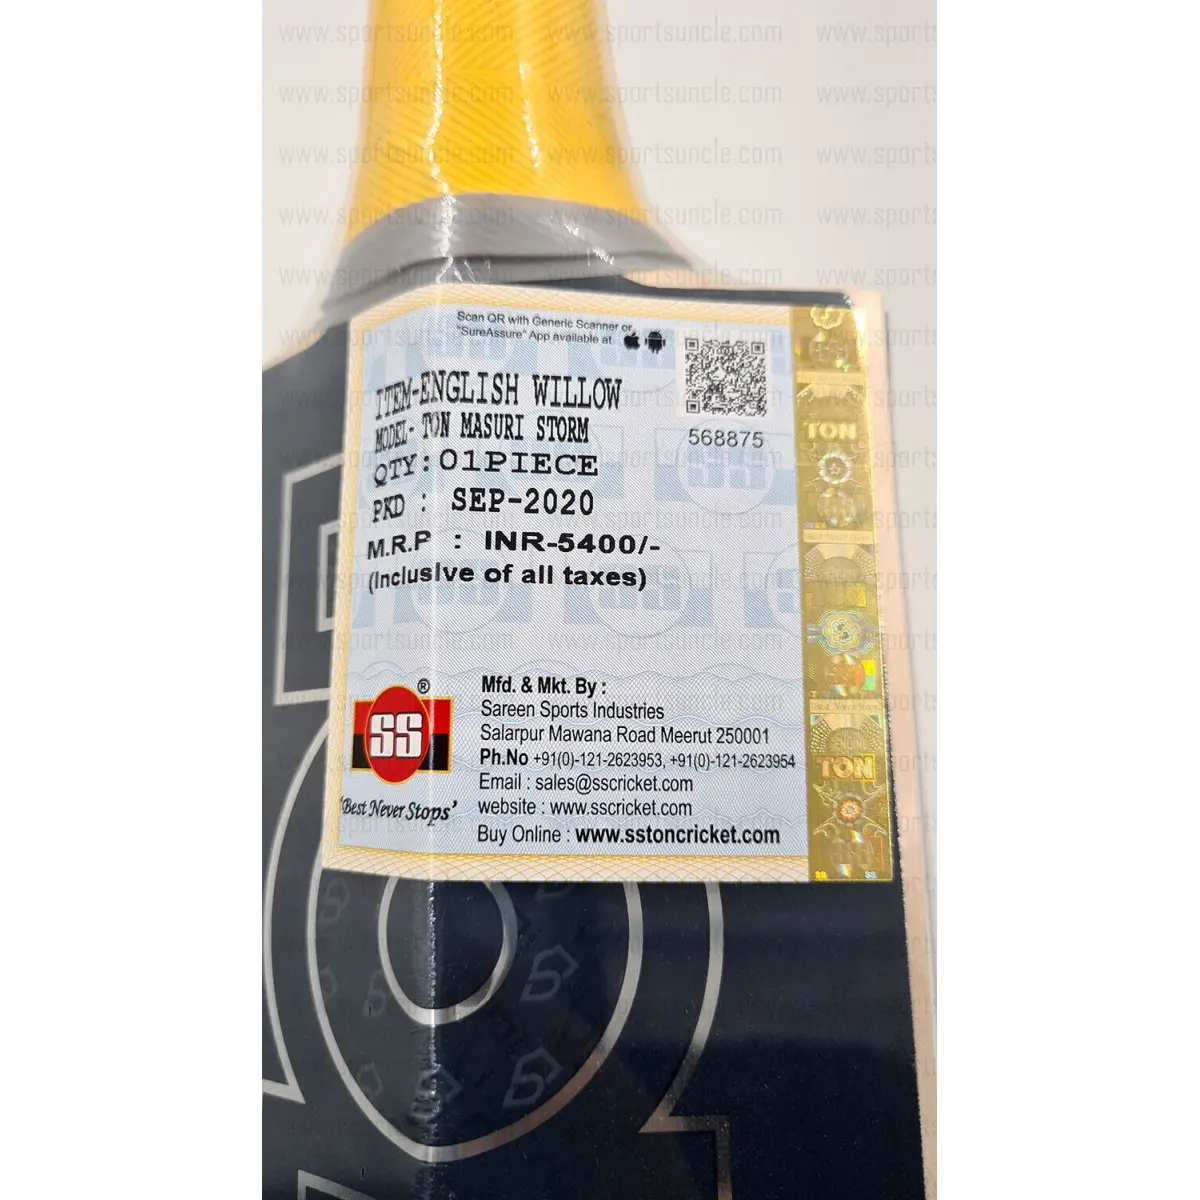 Scan QR with Generic Scanner or
"SureAssure" App available at
ITEM-ENGLISH WILLOW
MODEL- TON MASURI STORM
QTY : 01PIECE
PKD : SEP-2020
M.R.P : INR-5400/-
(Inclusive of all taxes)
568875
TON
TON
SS
®
'Best Never Stops'
Mfd. & Mkt. By :
Sareen Sports Industries
Salarpur Mawana Road Meerut 250001
Ph.No +91(0)-121-2623953, +91(0)-121-2623954
Email : sales@sscricket.com
website : www.sscricket.com
Buy Online : www.sstoncricket.com
SS SS
www.sportsuncle.com